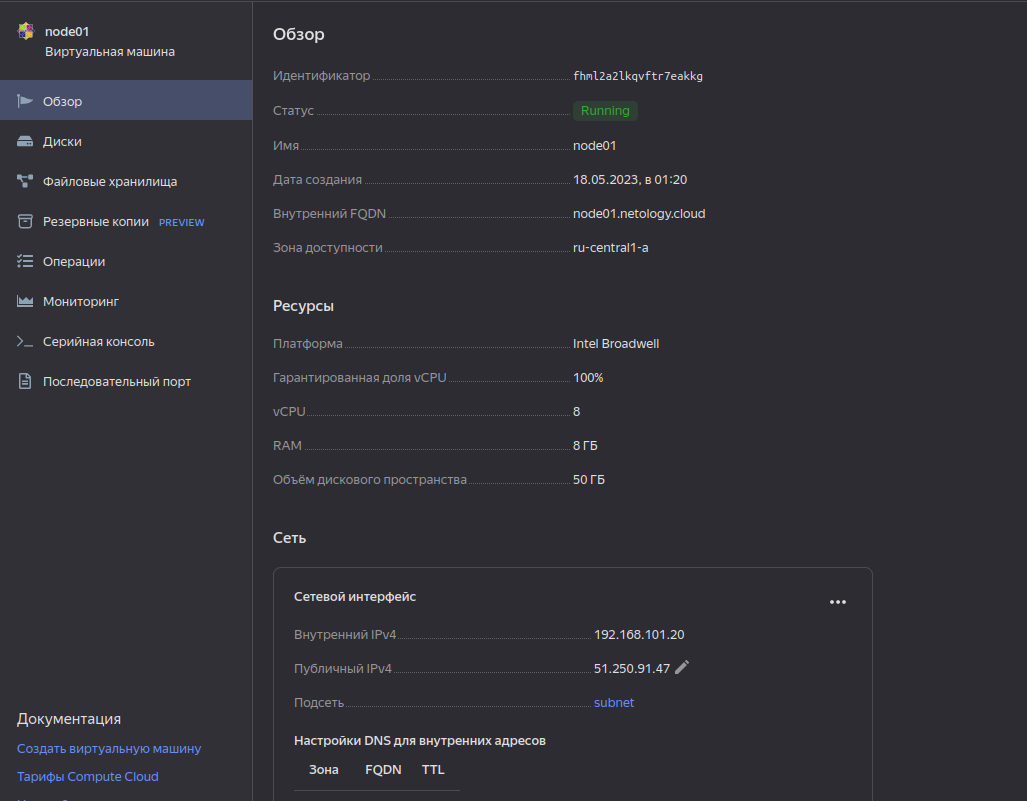 node01
Виртуальная машина
Обзор
Диски
Файловые хранилища
Резервные копии PREVIEW
Операции
Мониторинг
Серийная консоль
Последовательный порт
Документация
Создать виртуальную машину
Тарифы Compute Cloud
Обзор
Идентификатор fhml2a2lkqvftr7eakkg
Статус Running
Имя node01
Дата создания 18.05.2023, в 01:20
Внутренний FQDN node01.netology.cloud
Зона доступности ru-central1-a
Ресурсы
Платформа Intel Broadwell
Гарантированная доля vCPU 100%
vCPU 8
RAM 8 ГБ
Объём дискового пространства 50 ГБ
Сеть
Сетевой интерфейс
Внутренний IPv4 192.168.101.20
Публичный IPv4 51.250.91.47
Подсеть subnet
Настройки DNS для внутренних адресов
Зона FQDN TTL